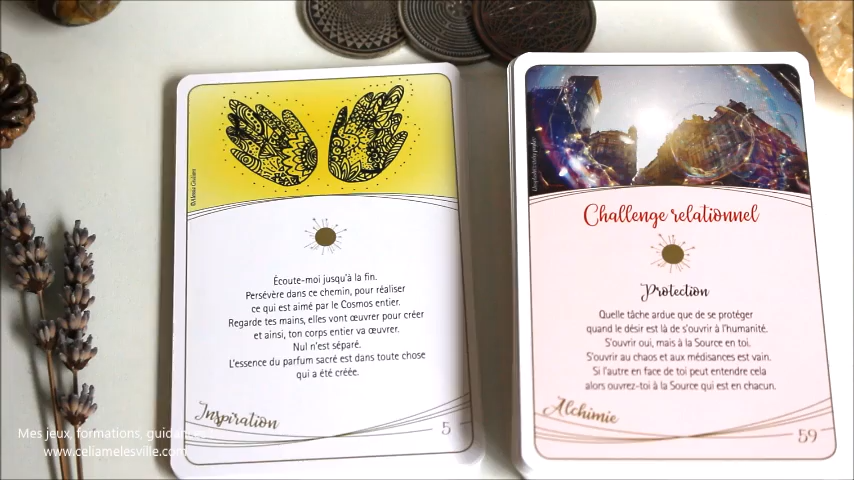 Écoute-moi jusqu'à la fin.
Persévère dans ce chemin, pour réaliser
ce qui est aimé par le Cosmos entier.
Regarde tes mains, elles vont œuvrer pour créer
et ainsi, ton corps entier va œuvrer.
Nul n'est séparé.
L'essence du parfum sacré est dans toute chose
qui a été créée.
Inspiration
5
Challenge relationnel
Protection
Quelle tâche ardue que de se protéger
quand le désir est là de s'ouvrir à l'humanité.
S'ouvrir oui, mais à la Source en toi.
S'ouvrir au chaos et aux médisances est vain.
Si l'autre en face de toi peut entendre cela
alors ouvrez-toi à la Source qui est en chacun.
Alchimie
59
Mes jeux, formations, guidances
www.celiamelesville.com